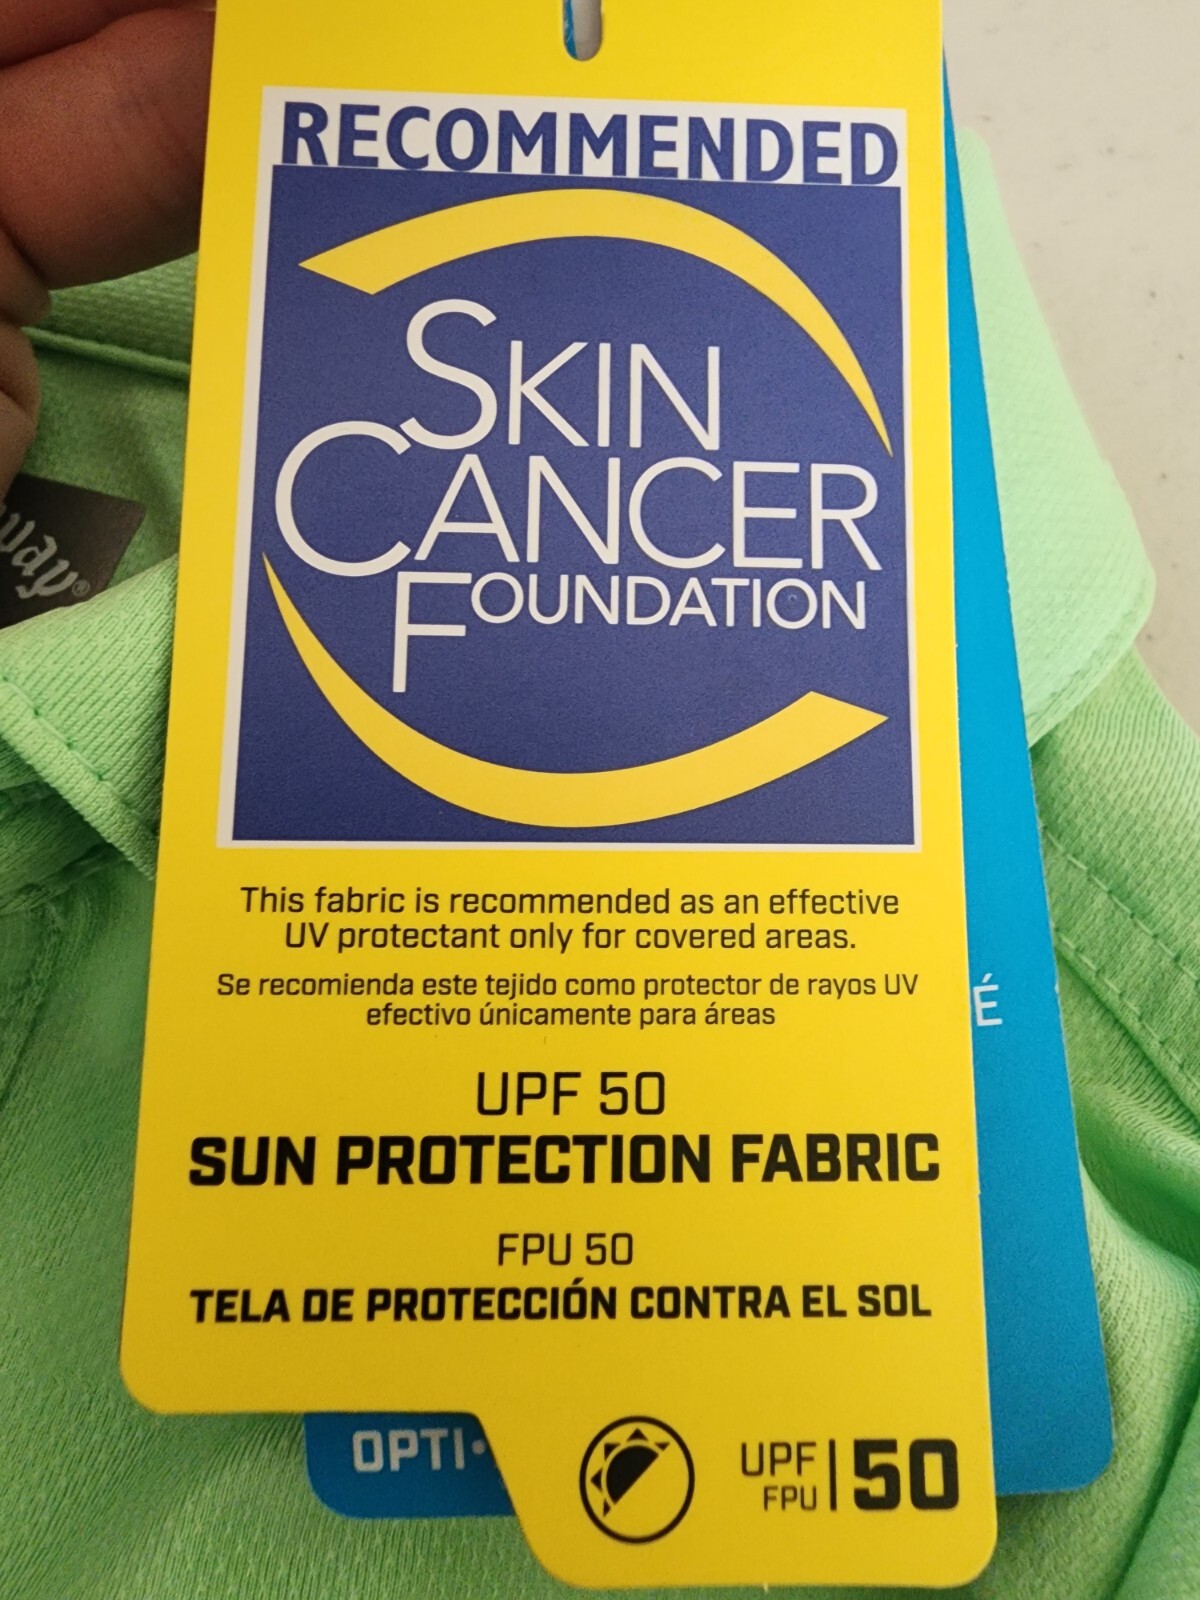 RECOMMENDED
SKIN
CANCER
FOUNDATION
This fabric is recommended as an effective
UV protectant only for covered areas.
Se recomienda este tejido como protector de rayos UV
efectivo únicamente para áreas
UPF 50
SUN PROTECTION FABRIC
FPU 50
TELA DE PROTECCIÓN CONTRA EL SOL
OPTI•
UPF
FPU
50